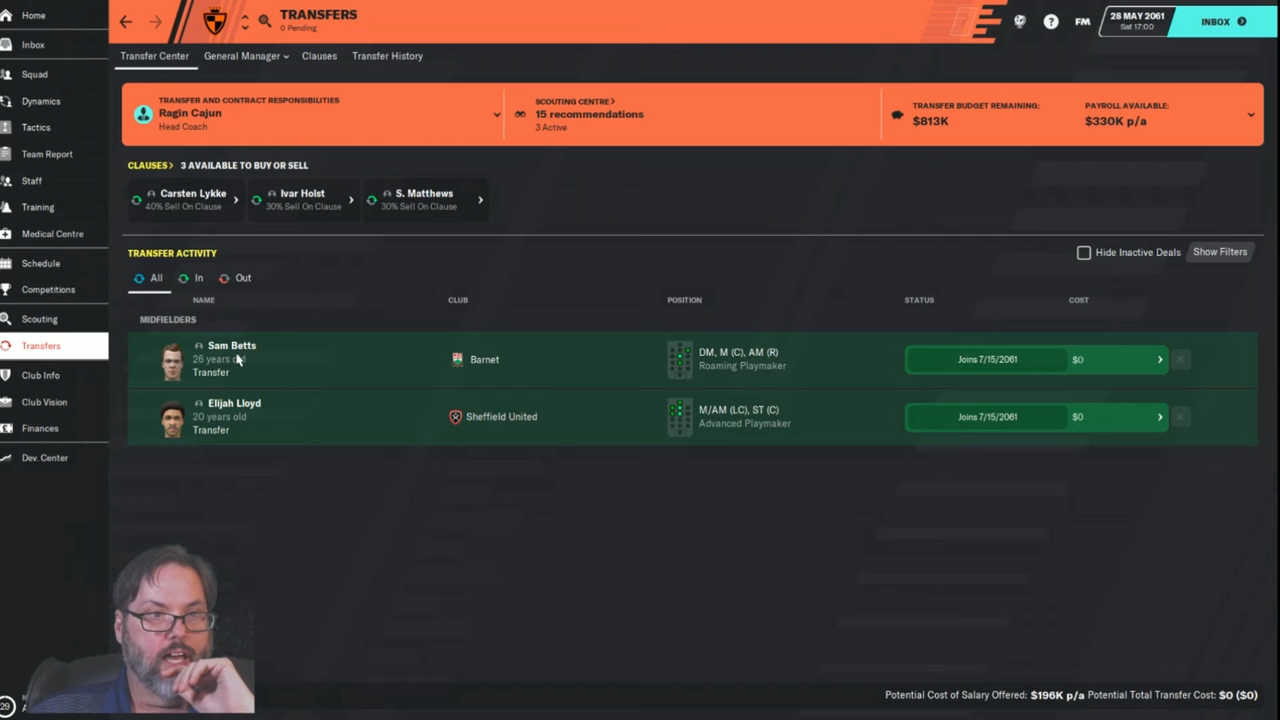 Home
Inbox
Squad
Dynamics
Tactics
Team Report
Staff
Training
Medical Centre
Schedule
Competitions
Scouting
Transfers
Club Info
Club Vision
Finances
Dev. Center
29
TRANSFERS
0 Pending
FM
28 MAY 2061
Sat 17:00
INBOX
Transfer Center
General Manager
Clauses
Transfer History
TRANSFER AND CONTRACT RESPONSIBILITIES
Ragin Cajun
Head Coach
SCOUTING CENTRE>
15 recommendations
3 Active
TRANSFER BUDGET REMAINING:
$813K
PAYROLL AVAILABLE:
$330K p/a
CLAUSES> 3 AVAILABLE TO BUY OR SELL
Carsten Lykke
40% Sell On Clause
Ivar Holst
30% Sell On Clause
S. Matthews
30% Sell On Clause
TRANSFER ACTIVITY
Hide Inactive Deals
Show Filters
All In Out
NAME CLUB POSITION STATUS COST
MIDFIELDERS
Sam Betts
26 years old
Transfer
Barnet
DM, M (C), AM (R)
Roaming Playmaker
Joins 7/15/2061 $0
Elijah Lloyd
20 years old
Transfer
Sheffield United
M/AM (LC), ST (C)
Advanced Playmaker
Joins 7/15/2061 $0
Potential Cost of Salary Offered: $196K p/a Potential Total Transfer Cost: $0 ($0)